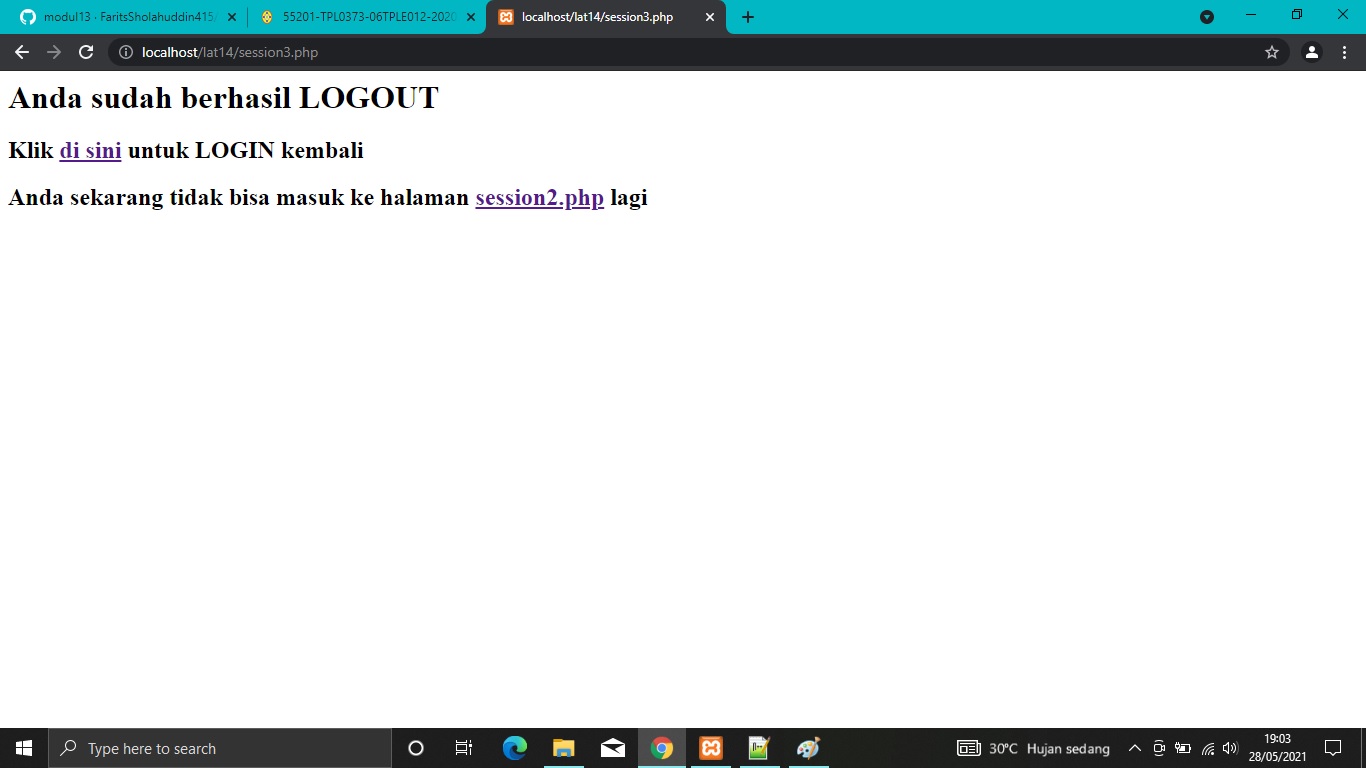 modul13 · FaritsSholahuddin415/
55201-TPL0373-06TPLE012-2020
localhost/lat14/session3.php
localhost/lat14/session3.php
Anda sudah berhasil LOGOUT
Klik di sini untuk LOGIN kembali
Anda sekarang tidak bisa masuk ke halaman session2.php lagi
Type here to search
30°C Hujan sedang
19:03
28/05/2021